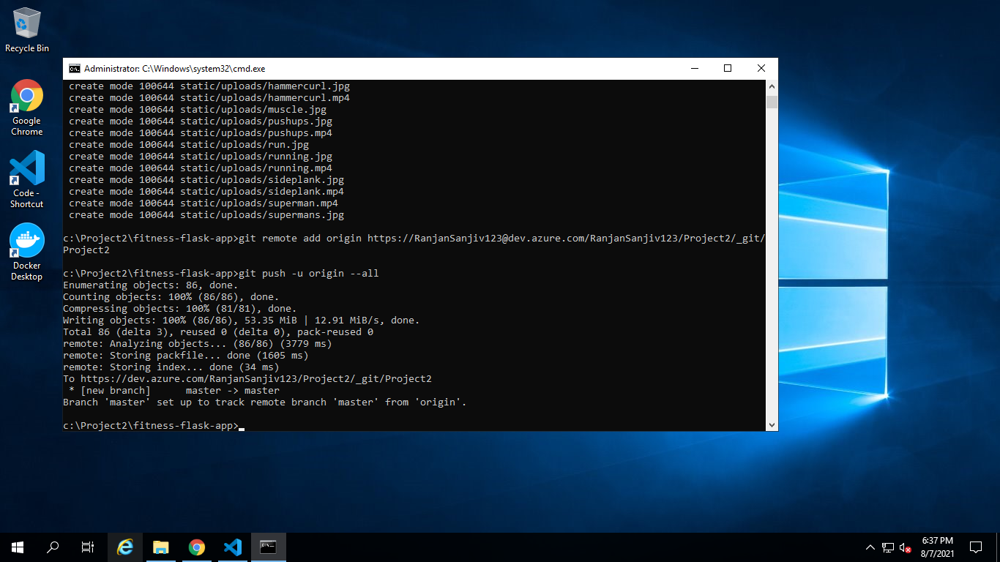 Recycle Bin
Google
Chrome
Code -
Shortcut
Docker
Desktop
Administrator: C:\Windows\system32\cmd.exe
create mode 100644 static/uploads/hammercurl.jpg
create mode 100644 static/uploads/hammercurl.mp4
create mode 100644 static/uploads/muscle.jpg
create mode 100644 static/uploads/pushups.jpg
create mode 100644 static/uploads/pushups.mp4
create mode 100644 static/uploads/run.jpg
create mode 100644 static/uploads/running.jpg
create mode 100644 static/uploads/running.mp4
create mode 100644 static/uploads/sideplank.jpg
create mode 100644 static/uploads/sideplank.mp4
create mode 100644 static/uploads/superman.mp4
create mode 100644 static/uploads/supermans.jpg
c:\Project2\fitness-flask-app>git remote add origin https://RanjanSanjiv123@dev.azure.com/RanjanSanjiv123/Project2/_git/
Project2
c:\Project2\fitness-flask-app>git push -u origin --all
Enumerating objects: 86, done.
Counting objects: 100% (86/86), done.
Compressing objects: 100% (81/81), done.
Writing objects: 100% (86/86), 53.35 MiB | 12.91 MiB/s, done.
Total 86 (delta 3), reused 0 (delta 0), pack-reused 0
remote: Analyzing objects... (86/86) (3779 ms)
remote: Storing packfile... done (1605 ms)
remote: Storing index... done (34 ms)
To https://dev.azure.com/RanjanSanjiv123/Project2/_git/Project2
* [new branch]      master -> master
Branch 'master' set up to track remote branch 'master' from 'origin'.
c:\Project2\fitness-flask-app>
6:37 PM
8/7/2021